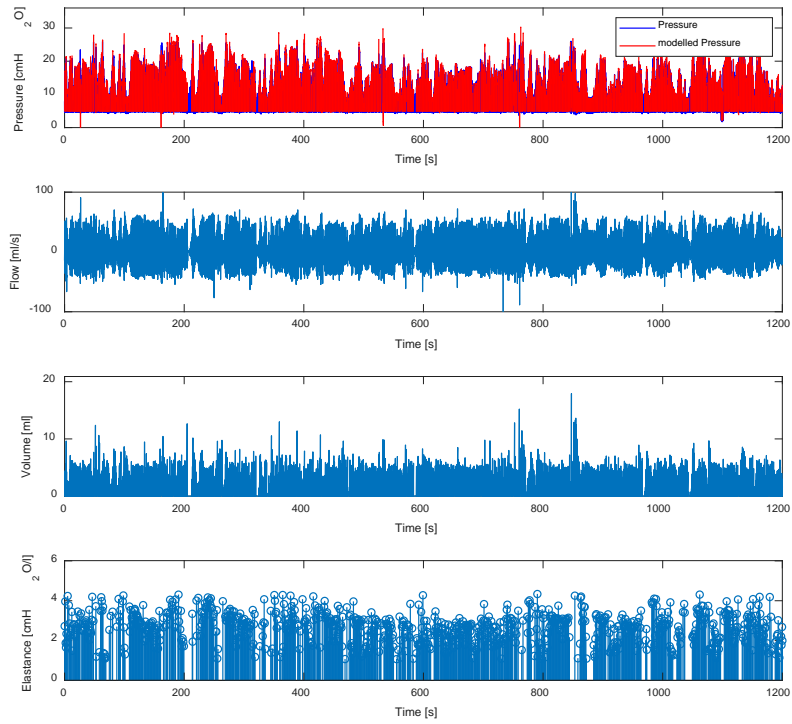 Pressure [cmH2O]
30
20
10
0
Pressure
modelled Pressure
0 200 400 600 800 1000 1200
Time [s]
Flow [ml/s]
100
0
-100
0 200 400 600 800 1000 1200
Time [s]
Volume [ml]
20
10
0
0 200 400 600 800 1000 1200
Time [s]
Elastance [cmH2O/l]
6
4
2
0
0 200 400 600 800 1000 1200
Time [s]